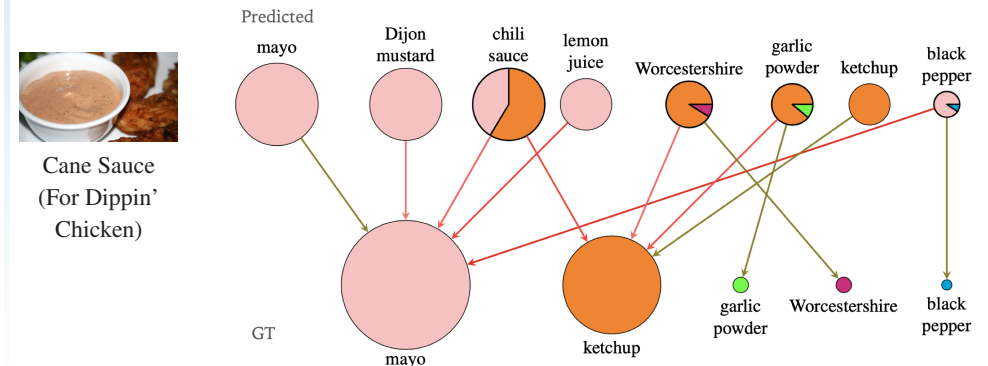 Predicted
mayo
Dijon
mustard
chili
sauce
lemon
juice
Worcestershire
garlic
powder
ketchup
black
pepper
Cane Sauce
(For Dippin’
Chicken)
GT
mayo
ketchup
garlic
powder
Worcestershire
black
pepper